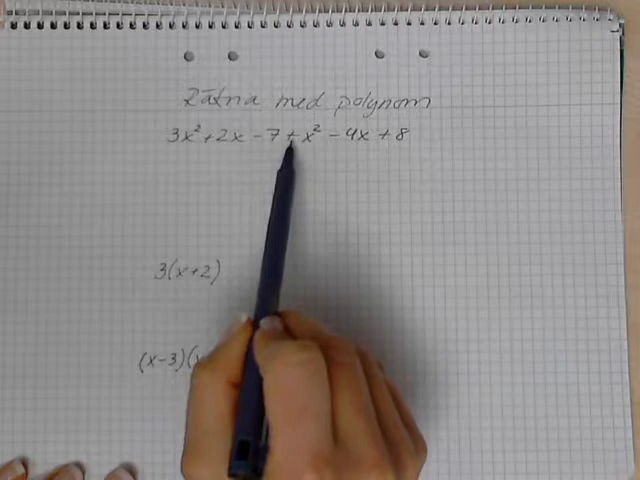 Räkna med polynom
3x² + 2x - 7 + x² - 4x + 8
3(x+2)
(x-3)(